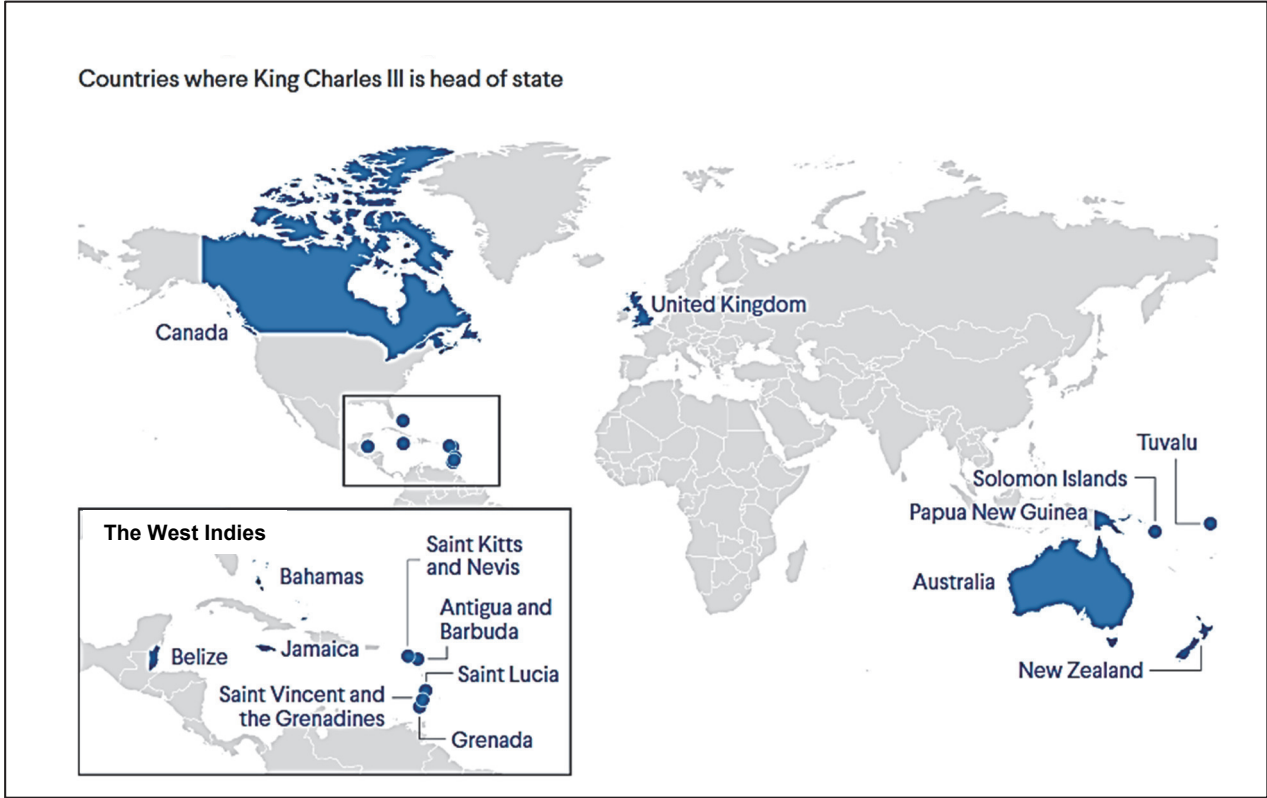 Countries where King Charles III is head of state
Canada
United Kingdom
Tuvalu
Solomon Islands
Papua New Guinea
Australia
New Zealand
The West Indies
Saint Kitts
and Nevis
Bahamas
Antigua and
Barbuda
Jamaica
Belize
Saint Lucia
Saint Vincent and
the Grenadines
Grenada